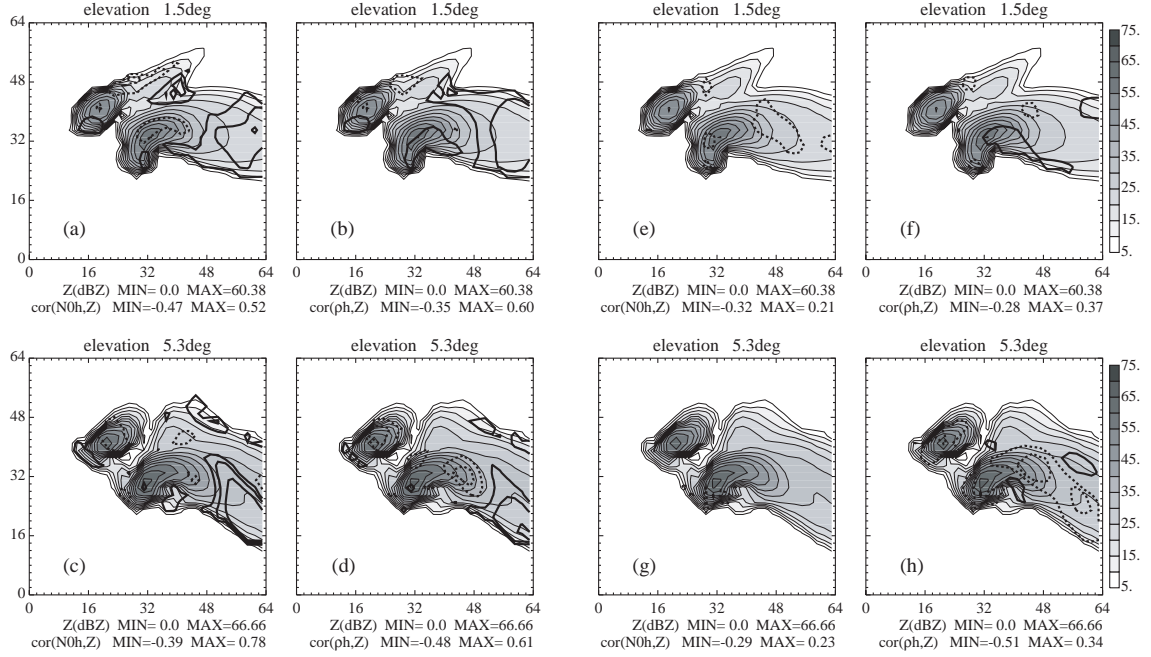 elevation 1.5deg
64
48
32
16
0
(a)
0 16 32 48 64
Z(dBZ) MIN= 0.0 MAX=60.38
cor(N0h,Z) MIN=-0.47 MAX= 0.52
elevation 1.5deg
(b)
0 16 32 48 64
Z(dBZ) MIN= 0.0 MAX=60.38
cor(ρh,Z) MIN=-0.35 MAX= 0.60
elevation 1.5deg
(e)
0 16 32 48 64
Z(dBZ) MIN= 0.0 MAX=60.38
cor(N0h,Z) MIN=-0.32 MAX= 0.21
elevation 1.5deg
(f)
0 16 32 48 64
Z(dBZ) MIN= 0.0 MAX=60.38
cor(ρh,Z) MIN=-0.28 MAX= 0.37
75.
65.
55.
45.
35.
25.
15.
5.
elevation 5.3deg
64
48
32
16
0
(c)
0 16 32 48 64
Z(dBZ) MIN= 0.0 MAX=66.66
cor(N0h,Z) MIN=-0.39 MAX= 0.78
elevation 5.3deg
(d)
0 16 32 48 64
Z(dBZ) MIN= 0.0 MAX=66.66
cor(ρh,Z) MIN=-0.48 MAX= 0.61
elevation 5.3deg
(g)
0 16 32 48 64
Z(dBZ) MIN= 0.0 MAX=66.66
cor(N0h,Z) MIN=-0.29 MAX= 0.23
elevation 5.3deg
(h)
0 16 32 48 64
Z(dBZ) MIN= 0.0 MAX=66.66
cor(ρh,Z) MIN=-0.51 MAX= 0.34
75.
65.
55.
45.
35.
25.
15.
5.